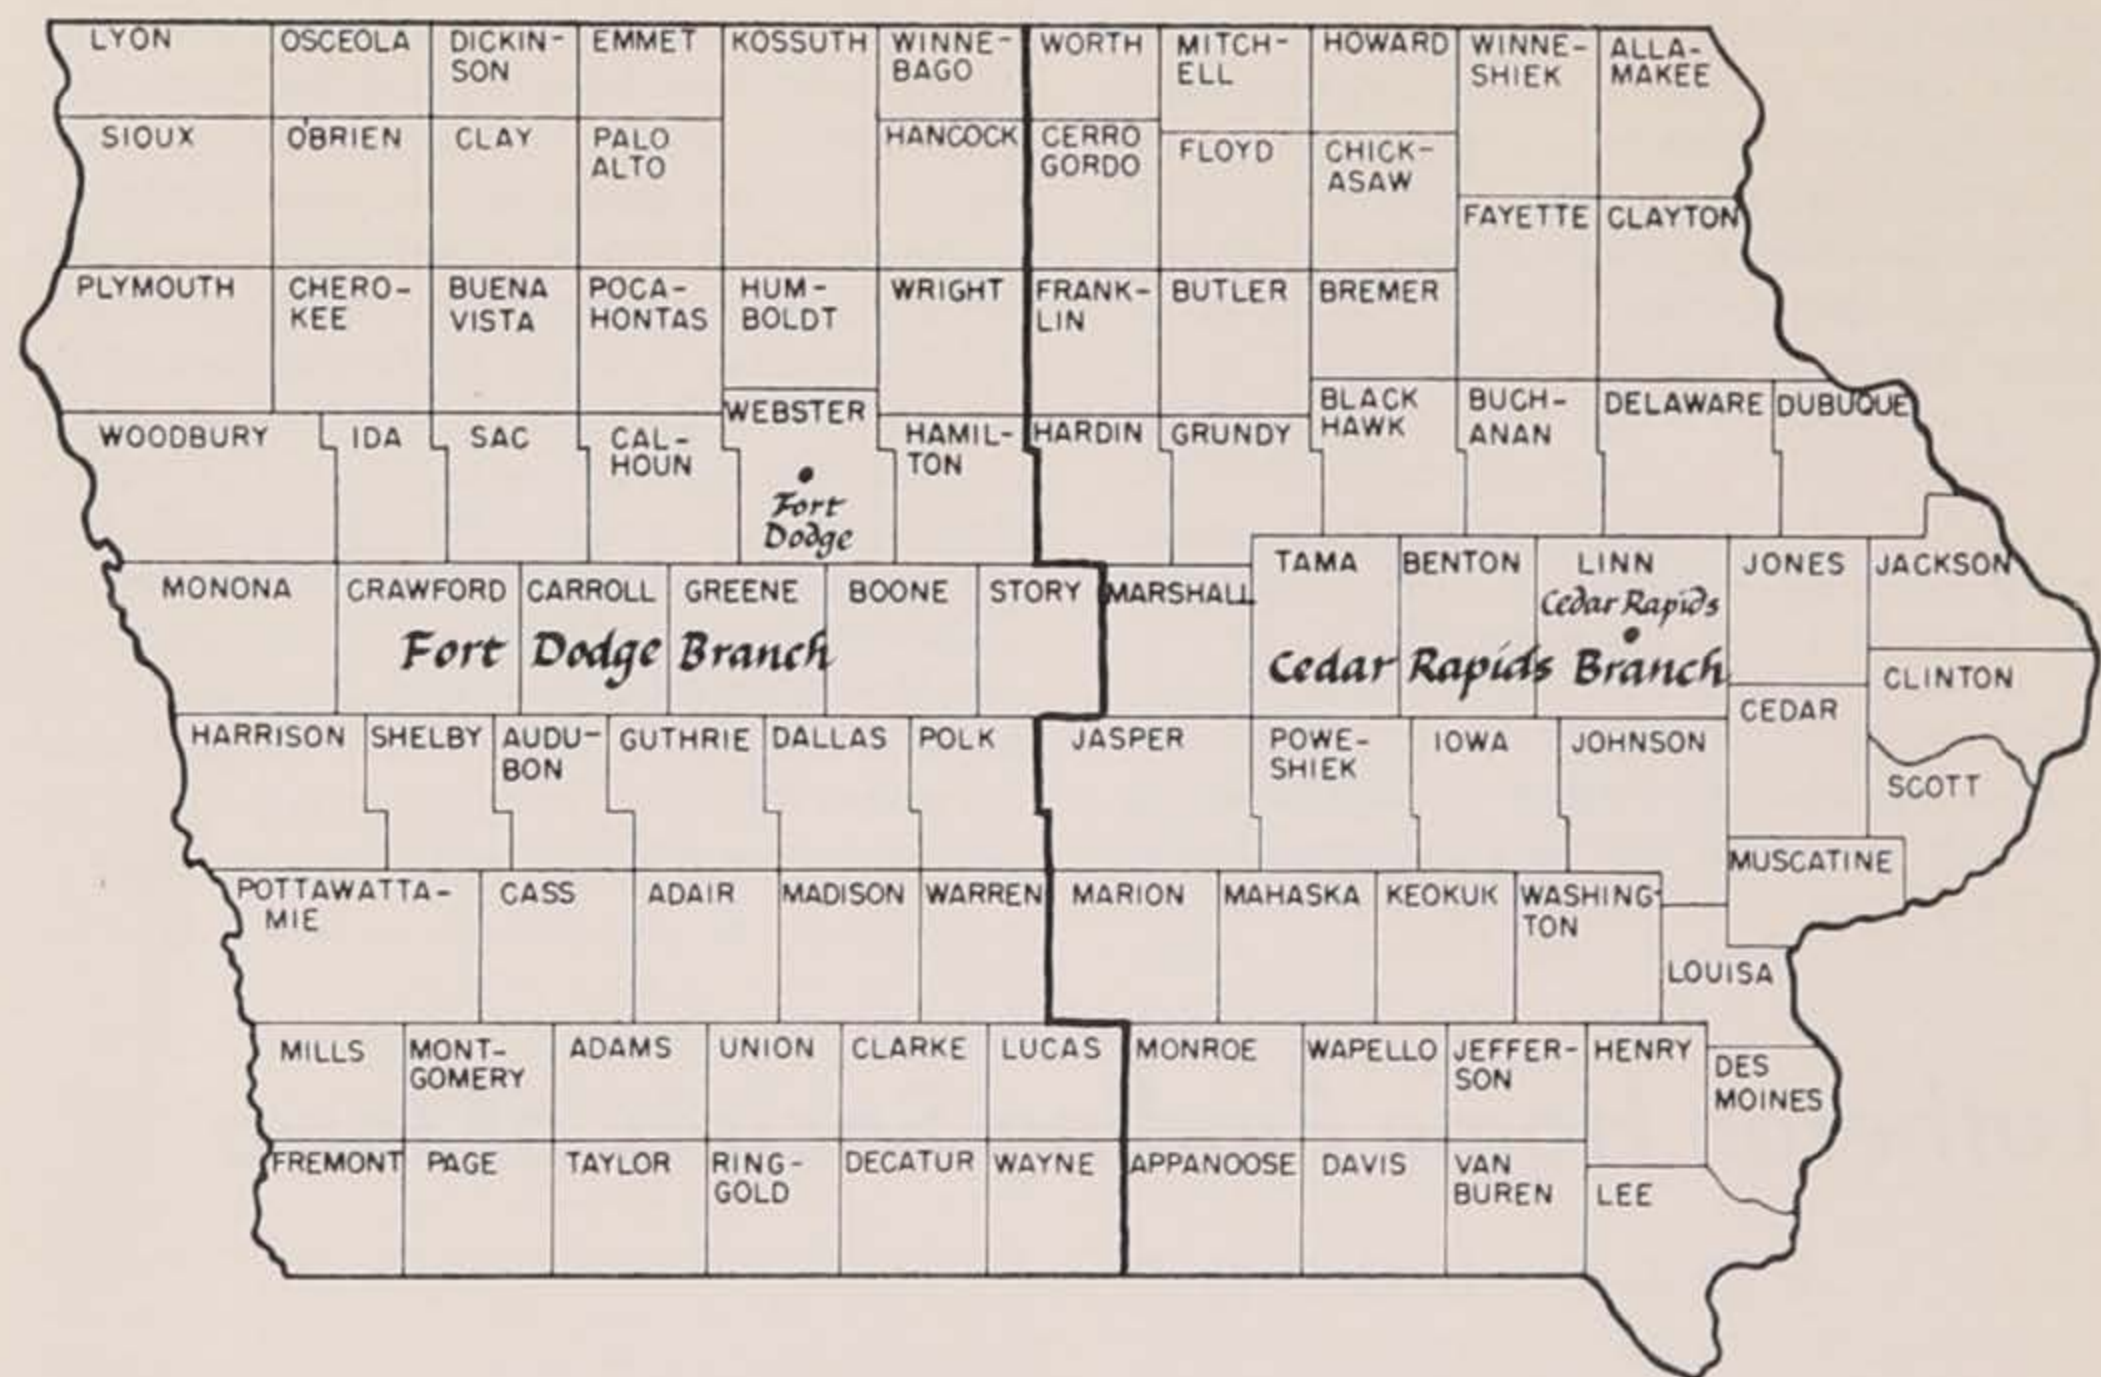 LYON
OSCEOLA
DICKIN-
SON
EMMET
KOSSUTH
WINNE-
BAGO
WORTH
MITCH-
ELL
HOWARD
WINNE-
SHIEK
ALLA-
MAKEE
SIOUX
O'BRIEN
CLAY
PALO
ALTO
HANCOCK
CERRO
GORDO
FLOYD
CHICK-
ASAW
FAYETTE
CLAYTON
PLYMOUTH
CHERO-
KEE
BUENA
VISTA
POCA-
HONTAS
HUM-
BOLDT
WRIGHT
FRANK-
LIN
BUTLER
BREMER
WOODBURY
IDA
SAC
CAL-
HOUN
WEBSTER
Fort
Dodge
HAMIL-
TON
HARDIN
GRUNDY
BLACK
HAWK
BUCH-
ANAN
DELAWARE
DUBUQUE
MONONA
CRAWFORD
CARROLL
GREENE
BOONE
STORY
MARSHALL
TAMA
BENTON
LINN
Cedar Rapids
JONES
JACKSON
Fort Dodge Branch
Cedar Rapids Branch
CLINTON
HARRISON
SHELBY
AUDU-
BON
GUTHRIE
DALLAS
POLK
JASPER
POWE-
SHIEK
IOWA
JOHNSON
CEDAR
SCOTT
MUSCATINE
POTTAWATTA-
MIE
CASS
ADAIR
MADISON
WARREN
MARION
MAHASKA
KEOKUK
WASHING-
TON
LOUISA
MILLS
MONT-
GOMERY
ADAMS
UNION
CLARKE
LUCAS
MONROE
WAPELLO
JEFFER-
SON
HENRY
DES
MOINES
FREMONT
PAGE
TAYLOR
RING-
GOLD
DECATUR
WAYNE
APPANOOSE
DAVIS
VAN
BUREN
LEE